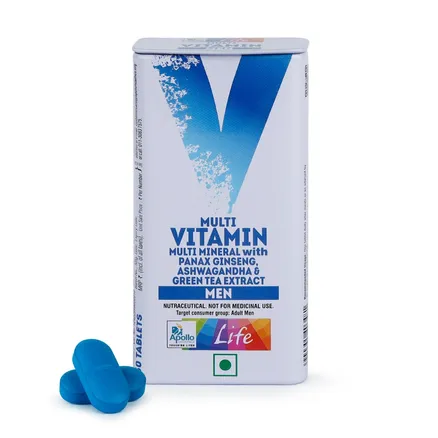 MULTI
VITAMIN
MULTI MINERAL with
PANAX GINSENG,
ASHWAGANDHA &
GREEN TEA EXTRACT
MEN
NUTRACEUTICAL. NOT FOR MEDICINAL USE.
Target consumer group: Adult Men
Apollo
Life
TABLETS